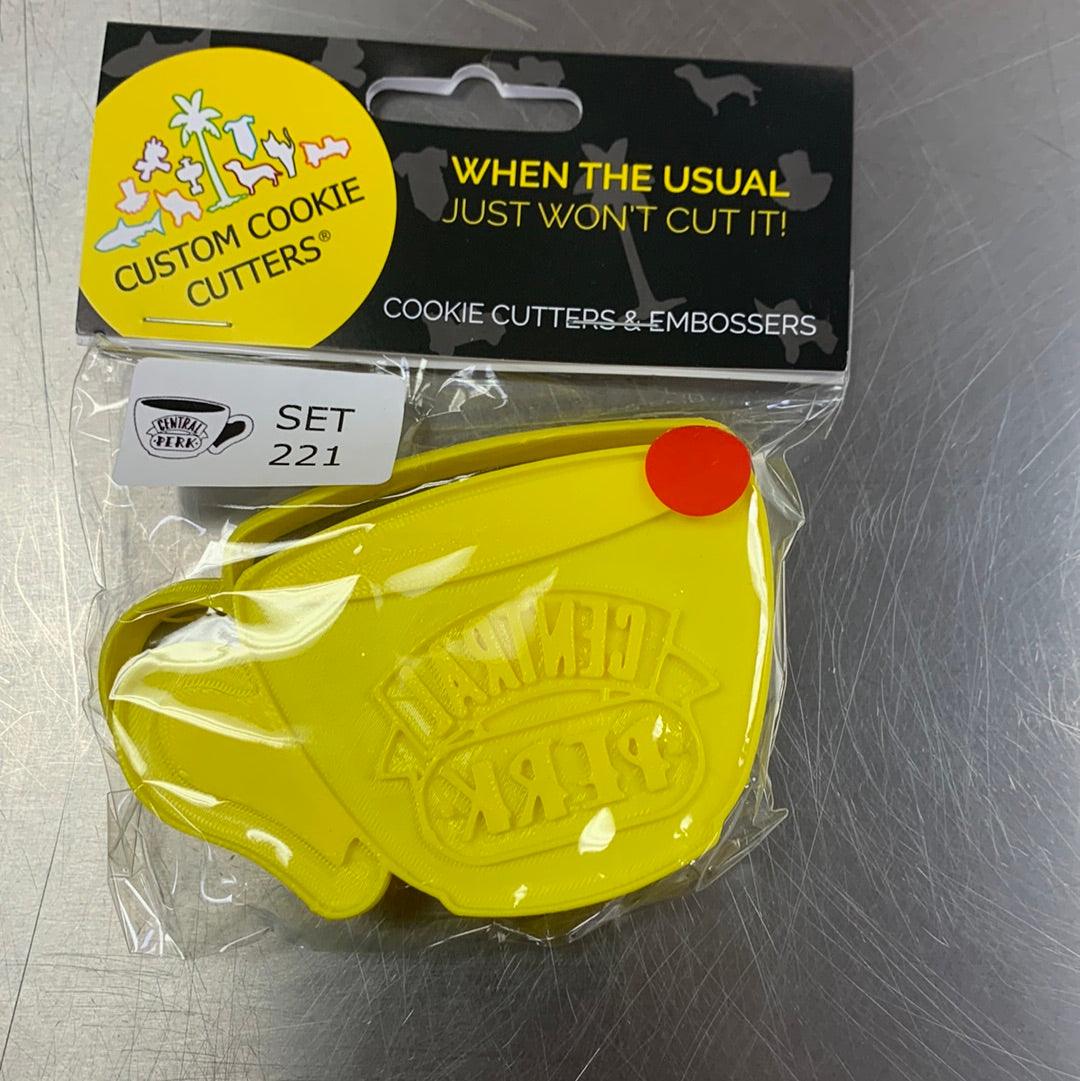 CUSTOM COOKIE
CUTTERS®
WHEN THE USUAL
JUST WON'T CUT IT!
COOKIE CUTTERS & EMBOSSERS
CENTRAL
PERK
SET
221
CENTRAL
PERK